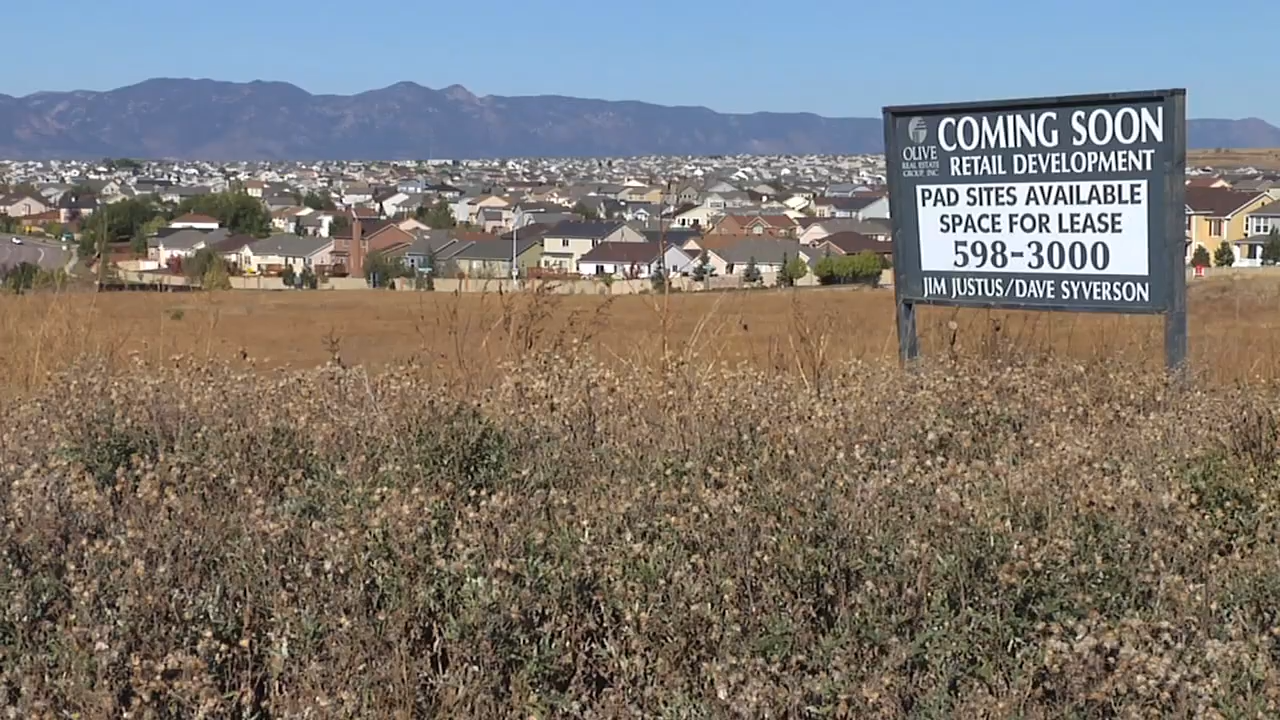 COMING SOON
OLIVE
REAL ESTATE
GROUP, INC
RETAIL DEVELOPMENT
PAD SITES AVAILABLE
SPACE FOR LEASE
598-3000
JIM JUSTUS/DAVE SYVERSON